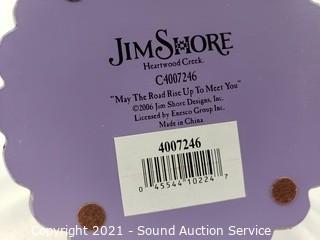 JIM SHORE
Heartwood Creek.
C4007246
"May The Road Rise Up To Meet You"
©2006 Jim Shore Designs, Inc.
Licensed by Enesco Group Inc.
Made in China
4007246
0 45544 10224 7
Copyright 2021 - Sound Auction Service